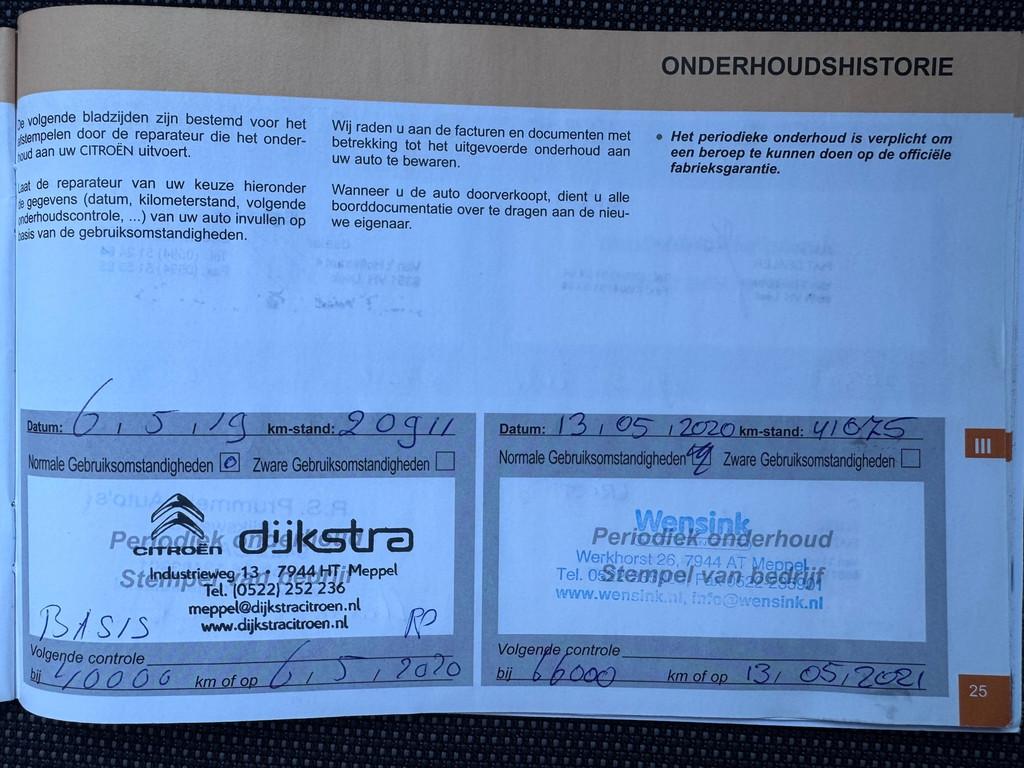 ONDERHOUDSHISTORIE
De volgende bladzijden zijn bestemd voor het
afstempelen door de reparateur die het onder-
houd aan uw CITROËN uitvoert.
Laat de reparateur van uw keuze hieronder
de gegevens (datum, kilometerstand, volgende
onderhoudscontrole, ...) van uw auto invullen op
basis van de gebruiksomstandigheden.
Wij raden u aan de facturen en documenten met
betrekking tot het uitgevoerde onderhoud aan
uw auto te bewaren.
Wanneer u de auto doorverkoopt, dient u alle
boorddocumentatie over te dragen aan de nieu-
we eigenaar.
• Het periodieke onderhoud is verplicht om
een beroep te kunnen doen op de officiële
fabrieksgarantie.
Datum: 6, 5, 19 km-stand: 20911
Normale Gebruiksomstandigheden Zware Gebruiksomstandigheden
Periodiek onderhoud
CITROËN dijkstra
Stempel van bedrijf
Industrieweg 13 • 7944 HT Meppel
Tel. (0522) 252 236
meppel@dijkstracitroen.nl
www.dijkstracitroen.nl
BASIS RP
Volgende controle
bij 40000 km of op 6, 5, 2020
Datum: 13, 05, 2020 km-stand: 41675
Normale Gebruiksomstandigheden Zware Gebruiksomstandigheden
Wensink
Periodiek onderhoud
Werkhorst 26, 7944 AT Meppel
Stempel van bedrijf
www.wensink.nl, info@wensink.nl
Volgende controle
bij 66000 km of op 13, 05, 2021
III
25